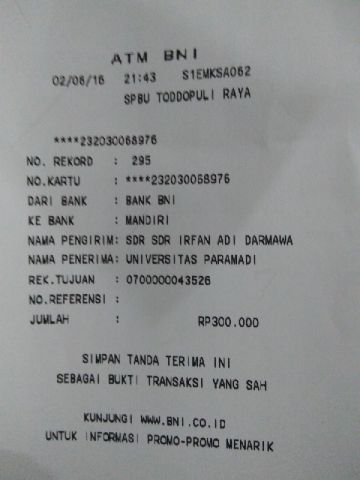 ATM BNI
02/06/16 21:43 S1EMKSA062
SPBU TODDOPULI RAYA
****232030068976
NO. REKORD : 295
NO.KARTU : ****232030068976
DARI BANK : BANK BNI
KE BANK : MANDIRI
NAMA PENGIRIM: SDR SDR IRFAN ADI DARMAWA
NAMA PENERIMA: UNIVERSITAS PARAMADI
REK.TUJUAN : 0700000043526
NO.REFERENSI :
JUMLAH : RP300.000
SIMPAN TANDA TERIMA INI
SEBAGAI BUKTI TRANSAKSI YANG SAH
KUNJUNGI WWW.BNI.CO.ID
UNTUK INFORMASI PROMO-PROMO MENARIK